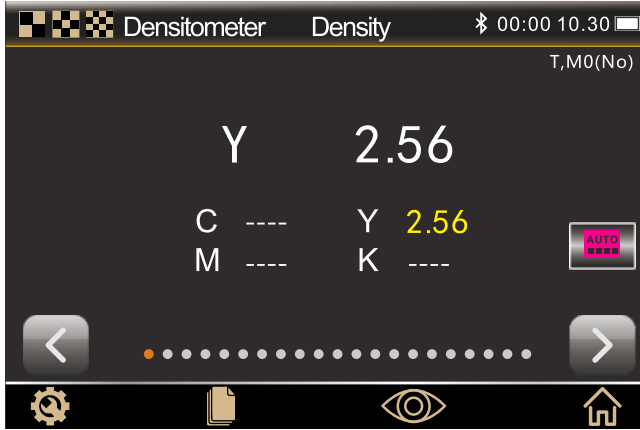 Densitometer Density 00:00 10.30
T,M0(No)
Y 2.56
C ---- Y 2.56
M ---- K ----
AUTO